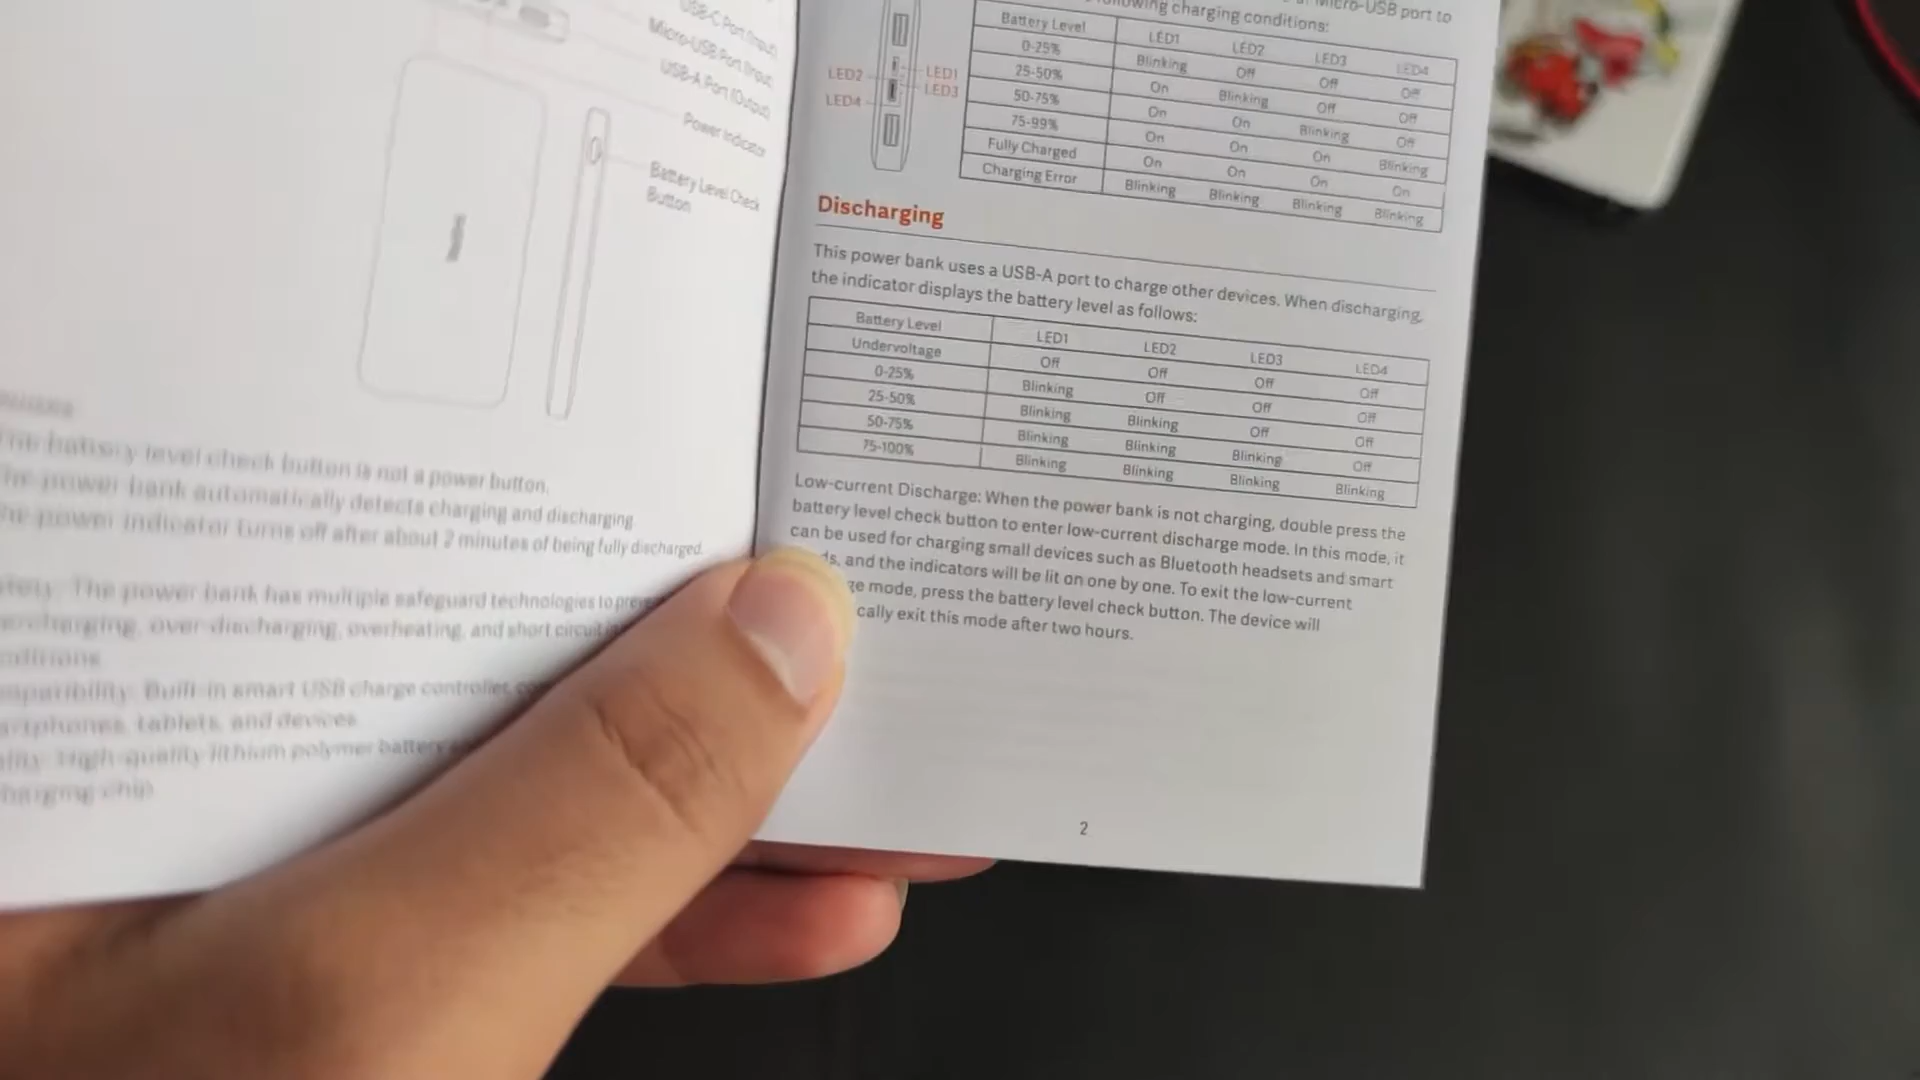 USB-C Port (Input)
Micro-USB Port (Input)
USB-A Port (Output)
Power Indicator
Battery Level Check
Button
The battery level check button is not a power button.
The power bank automatically detects charging and discharging
The power indicator turns off after about 2 minutes of being fully discharged.
The power bank has multiple safeguard technologies to
over-discharging, overheating, and short circuit
Built-in smart USB charge controller
tablets, and devices
High-quality lithium polymer battery
charging chip
Micro-USB port to
following charging conditions:
LED2 LED1
LED4 LED3
Battery Level LED1 LED2 LED3 LED4
0-25% Blinking Off Off Off
25-50% On Blinking Off Off
50-75% On On Blinking Off
75-99% On On On Blinking
Fully Charged On On On On
Charging Error Blinking Blinking Blinking Blinking
Discharging
This power bank uses a USB-A port to charge other devices. When discharging,
the indicator displays the battery level as follows:
Battery Level LED1 LED2 LED3 LED4
Undervoltage Off Off Off Off
0-25% Blinking Off Off Off
25-50% Blinking Blinking Off Off
50-75% Blinking Blinking Blinking Off
75-100% Blinking Blinking Blinking Blinking
Low-current Discharge: When the power bank is not charging, double press the
battery level check button to enter low-current discharge mode. In this mode, it
can be used for charging small devices such as Bluetooth headsets and smart
and the indicators will be lit on one by one. To exit the low-current
mode, press the battery level check button. The device will
exit this mode after two hours.
2